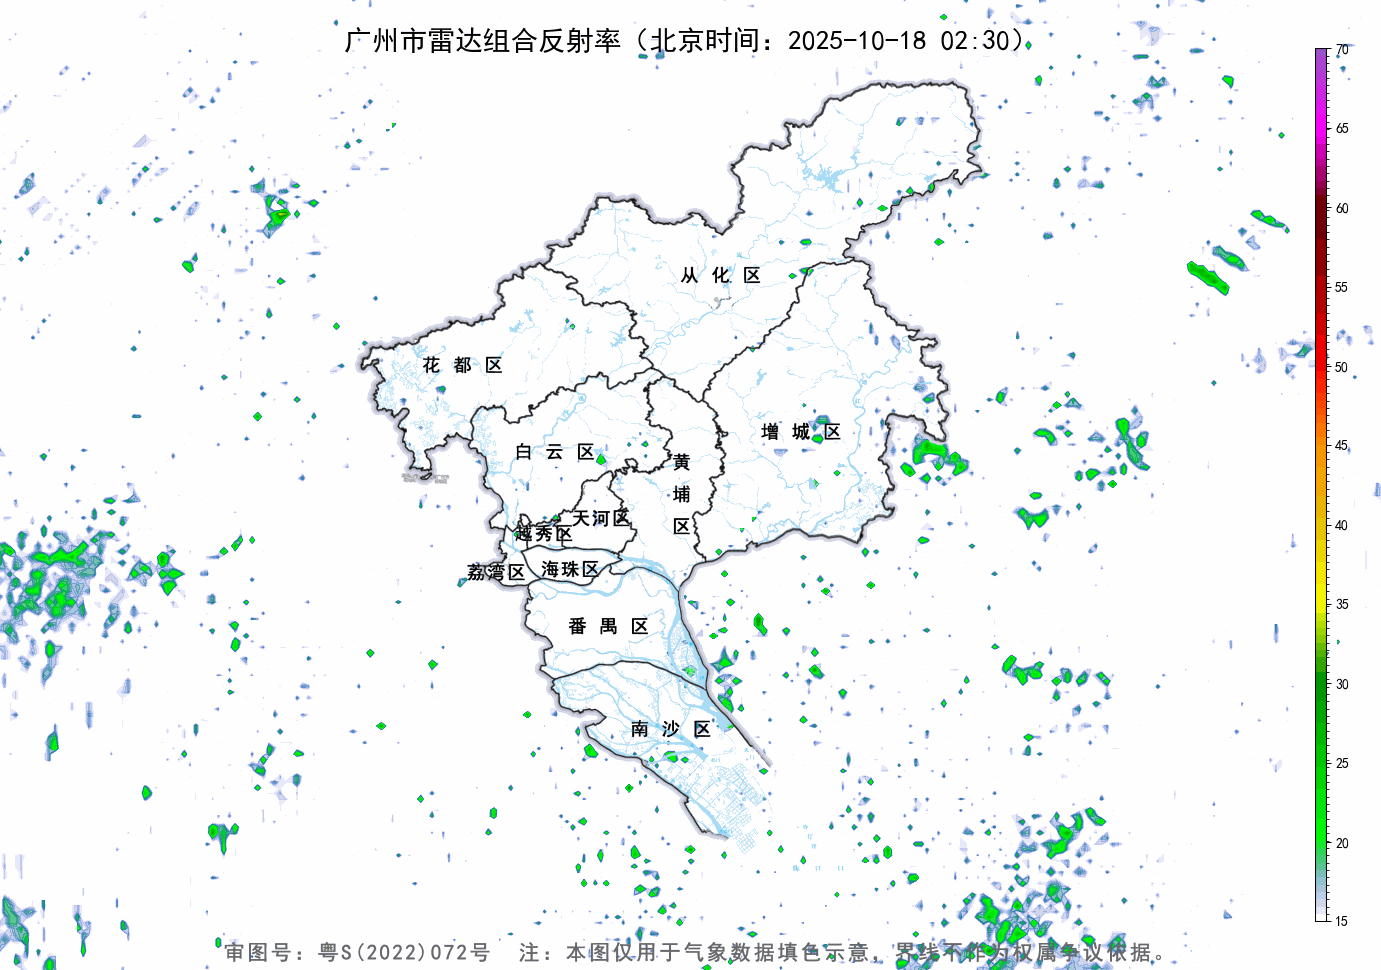 广州市雷达组合反射率（北京时间：2025-10-18 02:30）
70
65
60
55
50
45
40
35
30
25
20
15
从化区
花都区
增城区
白云区
黄埔区
天河区
越秀区
荔湾区
海珠区
番禺区
南沙区
审图号：粤S(2022)072号 注：本图仅用于气象数据填色示意，界线不作为权属争议依据。